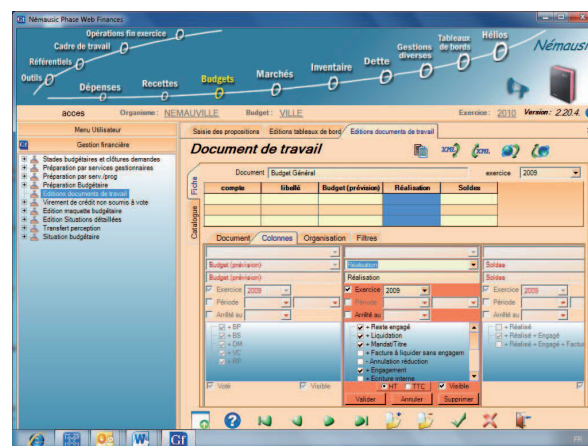 Némausic Phase Web Finances
Opérations fin exercice
Cadre de travail
Référentiels
Outils
Dépenses
Recettes
Budgets
Marchés
Inventaire
Dette
Gestions
diverses
Tableaux
de bords
Hélios
Némausic
acces
Organisme : NEMAUVILLE
Budget : VILLE
Exercice : 2010
Version : 2.20.4.
Menu Utilisateur
Gf
Gestion financière
Stades budgétaires et clôtures demandes
Préparation par services gestionnaires
Préparation par serv./prog
Préparation Budgétaire
Editions documents de travail
Virement de crédit non soumis à vote
Edition maquette budgétaire
Edition Situations détaillées
Transfert perception
Situation budgétaire
Saisie des propositions
Editions tableaux de bord
Editions documents de travail
Document de travail
XML
XML
Fiche
Catalogue
Document
Budget Général
exercice
2009
compte
libellé
Budget (prévision)
Réalisation
Soldes
Document
Colonnes
Organisation
Filtres
Budget (prévision)
Budget (prévision)
Exercice 2009
Période
Arrêté au
+ BP
+ BS
+ DM
+ VC
+ RP
Voté
Visible
Réalisation
Réalisation
Exercice 2009
Période
Arrêté au
+ Reste engagé
+ Liquidation
+ Mandat/Titre
+ Facture à liquider sans engagem
- Annulation réduction
+ Engagement
+ Ecriture interne
HT
TTC
Visible
Valider
Annuler
Supprimer
Soldes
Soldes
Exercice 2009
Période
Arrêté au
+ Réalisé
+ Réalisé + Engagé
+ Réalisé + Engagé + Factur
Gf
FR